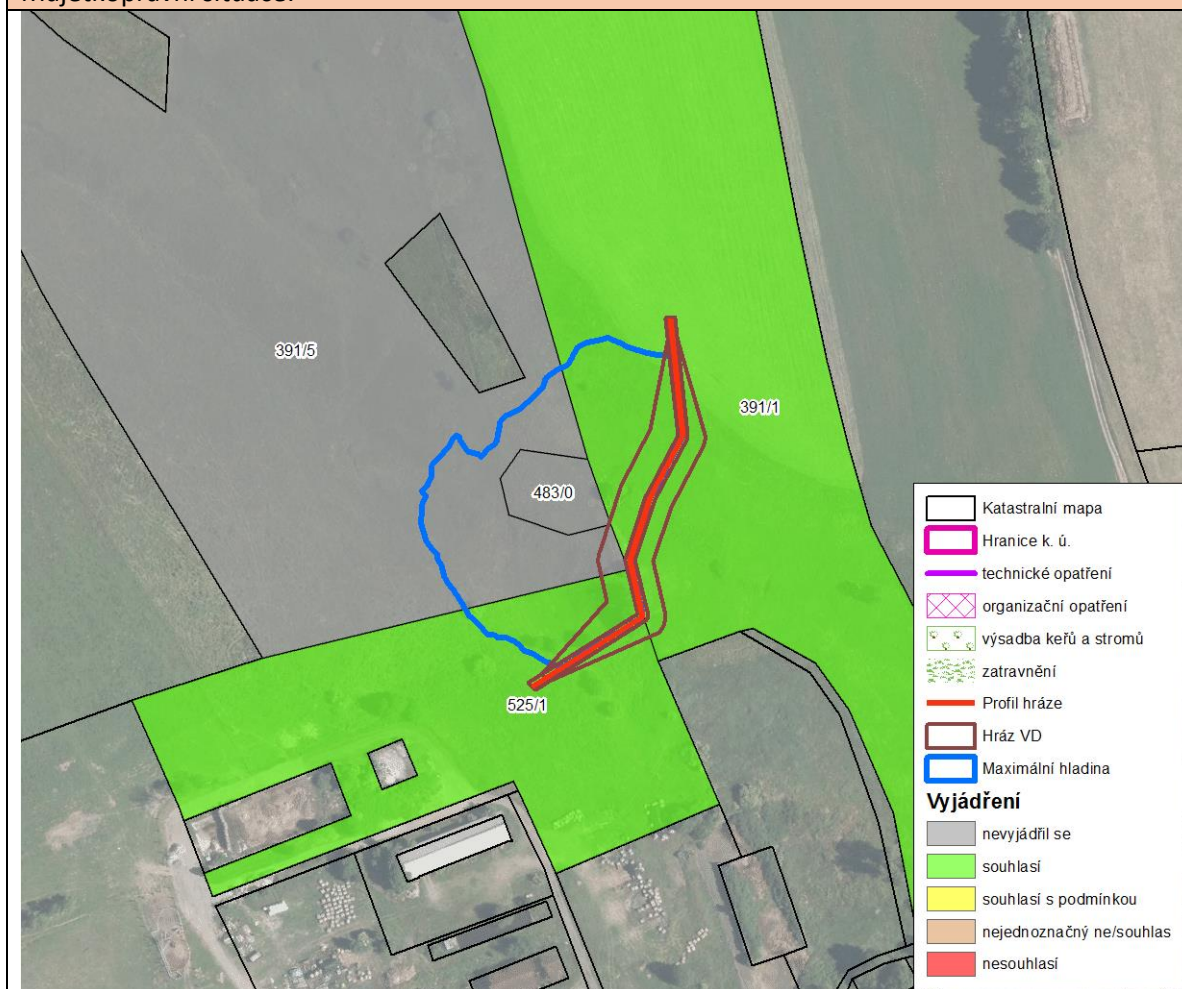 majetkoprávní situace:
391/5
391/1
483/0
525/1
Katastralní mapa
Hranice k. ú.
technické opatření
organizační opatření
výsadba keřů a stromů
zatravnění
Profil hráze
Hráz VD
Maximální hladina
Vyjádření
nevyjádřil se
souhlasí
souhlasí s podmínkou
nejednoznačný ne/souhlas
nesouhlasí